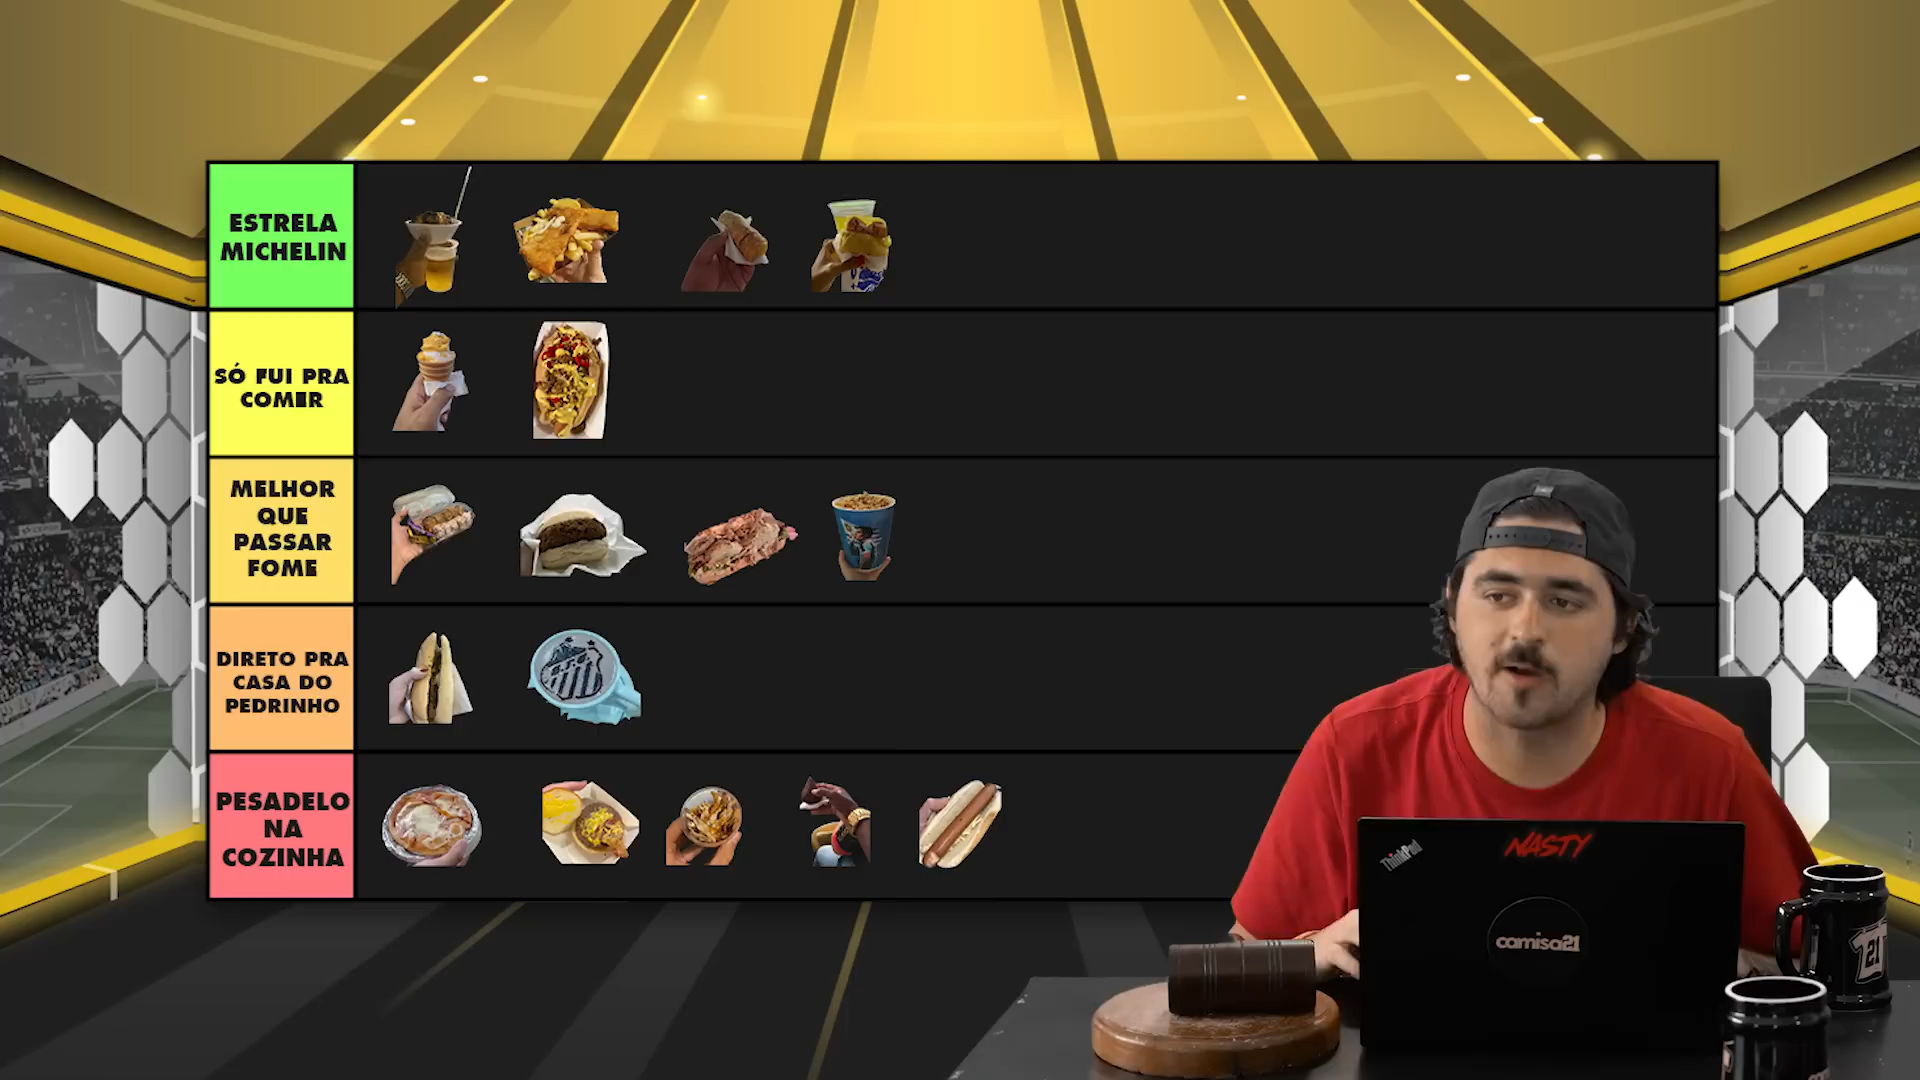 ESTRELA
MICHELIN
SÓ FUI PRA
COMER
MELHOR
QUE
PASSAR
FOME
DIRETO PRA
CASA DO
PEDRINHO
PESADELO
NA
COZINHA
ThinkPad
NASTY
camisa21
21